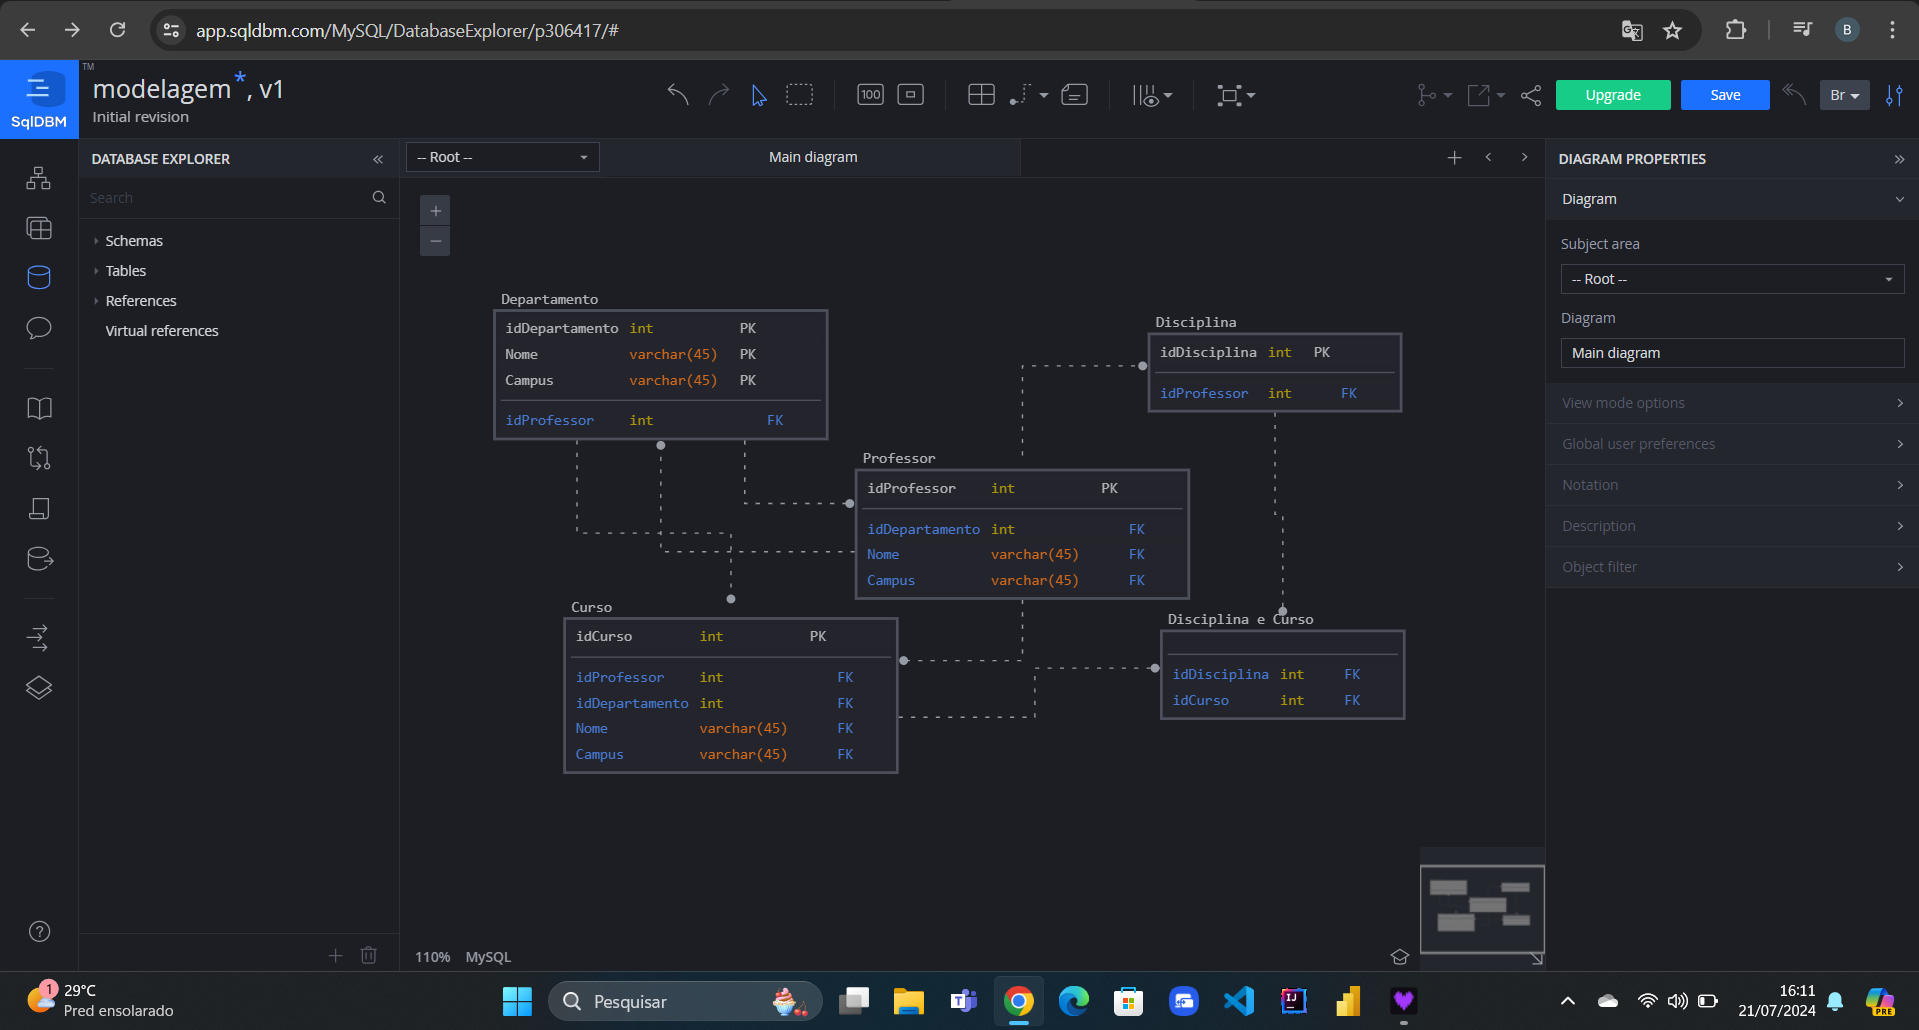 app.sqldbm.com/MySQL/DatabaseExplorer/p306417/#
B
SqlDBM
TM
modelagem*, v1
Initial revision
100
Upgrade
Save
Br
DATABASE EXPLORER
Search
Schemas
Tables
References
Virtual references
-- Root --
Main diagram
Departamento
idDepartamento int PK
Nome varchar(45) PK
Campus varchar(45) PK
idProfessor int FK
Disciplina
idDisciplina int PK
idProfessor int FK
Professor
idProfessor int PK
idDepartamento int FK
Nome varchar(45) FK
Campus varchar(45) FK
Curso
idCurso int PK
idProfessor int FK
idDepartamento int FK
Nome varchar(45) FK
Campus varchar(45) FK
Disciplina e Curso
idDisciplina int FK
idCurso int FK
110% MySQL
DIAGRAM PROPERTIES
Diagram
Subject area
-- Root --
Diagram
Main diagram
View mode options
Global user preferences
Notation
Description
Object filter
1
29°C
Pred ensolarado
Pesquisar
T
IJ
16:11
21/07/2024
PRE